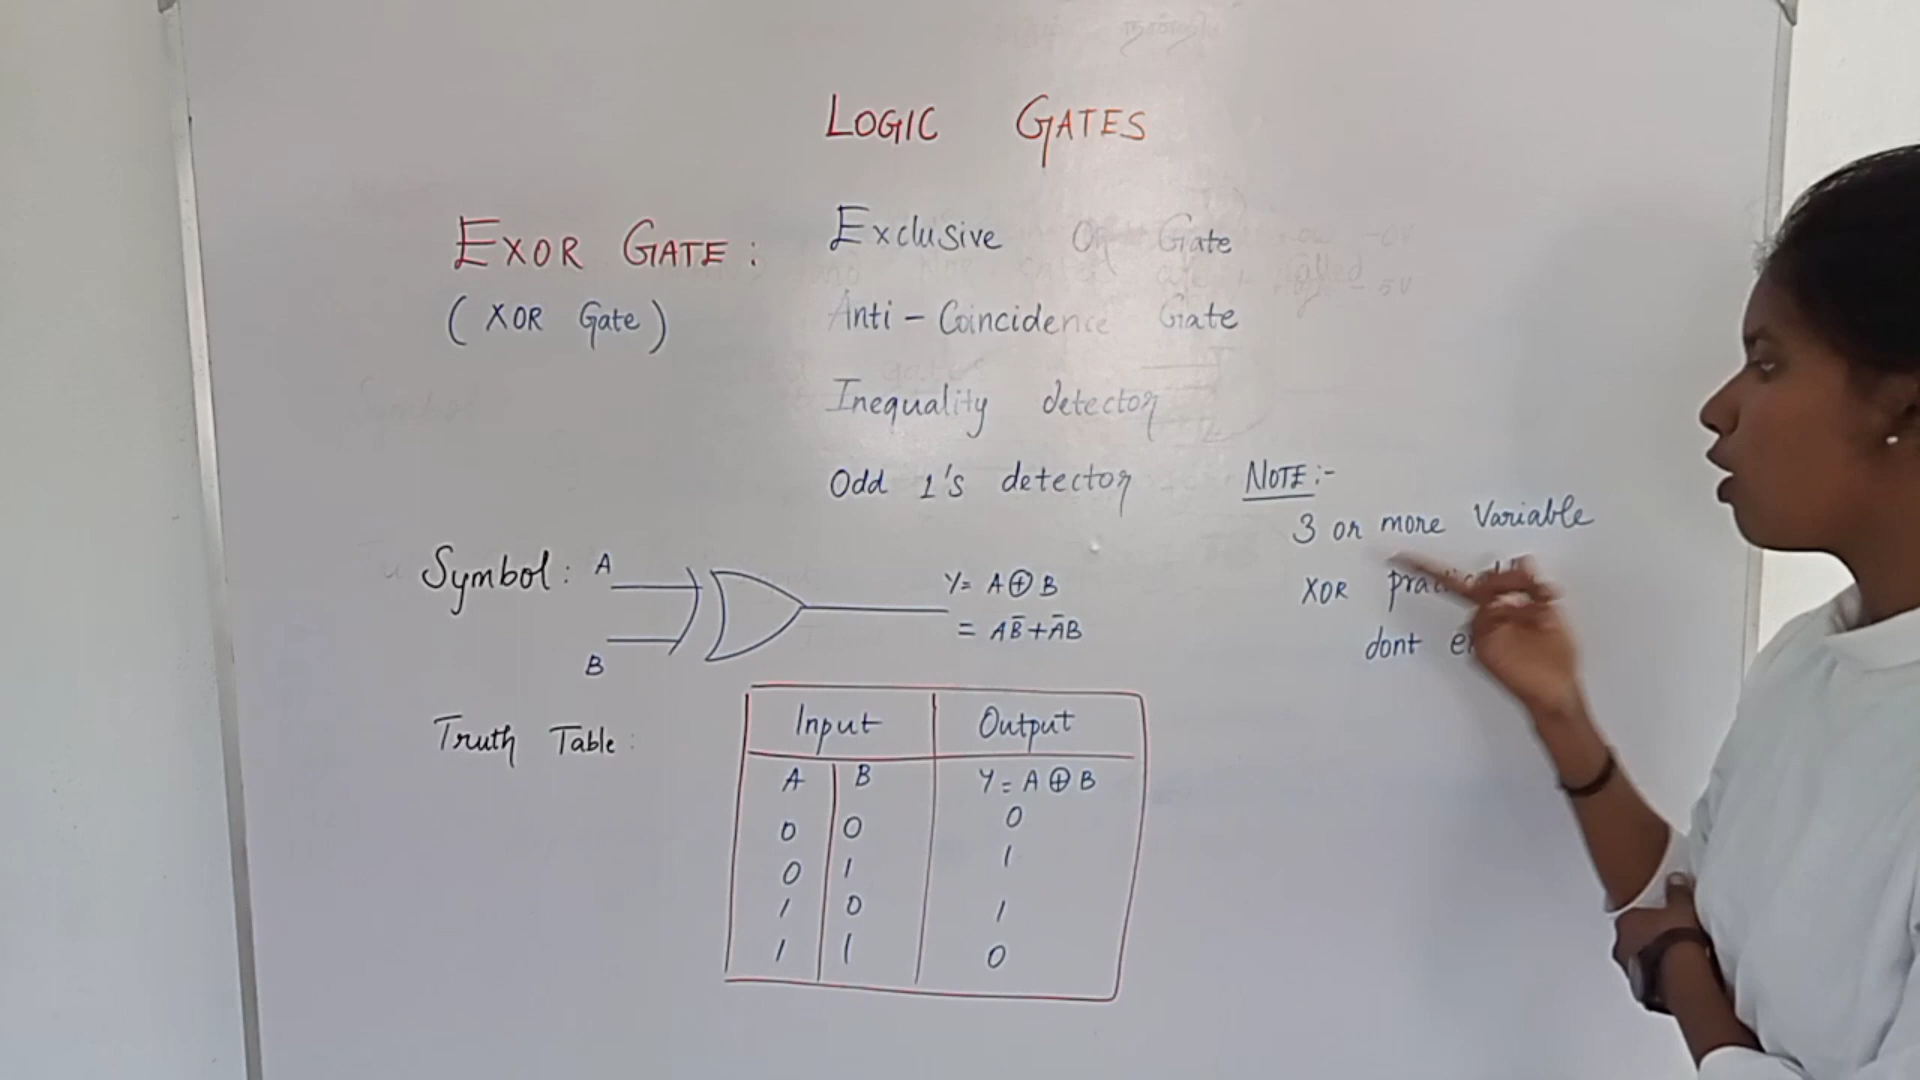 LOGIC GATES
EXOR GATE :
(XOR Gate)
Exclusive OR Gate
Anti - Coincidence Gate
Inequality detector
Odd 1's detector
NOTE:-
3 or more variable
XOR
dont
Symbol:
A
B
Y= A⊕B
= AB̅+A̅B
Truth Table:
Input Output
A B Y= A⊕B
0 0 0
0 1 1
1 0 1
1 1 0